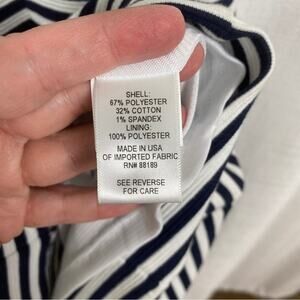 SHELL:
67% POLYESTER
32% COTTON
1% SPANDEX
LINING:
100% POLYESTER
MADE IN USA
OF IMPORTED FABRIC
RN# 88189
SEE REVERSE
FOR CARE